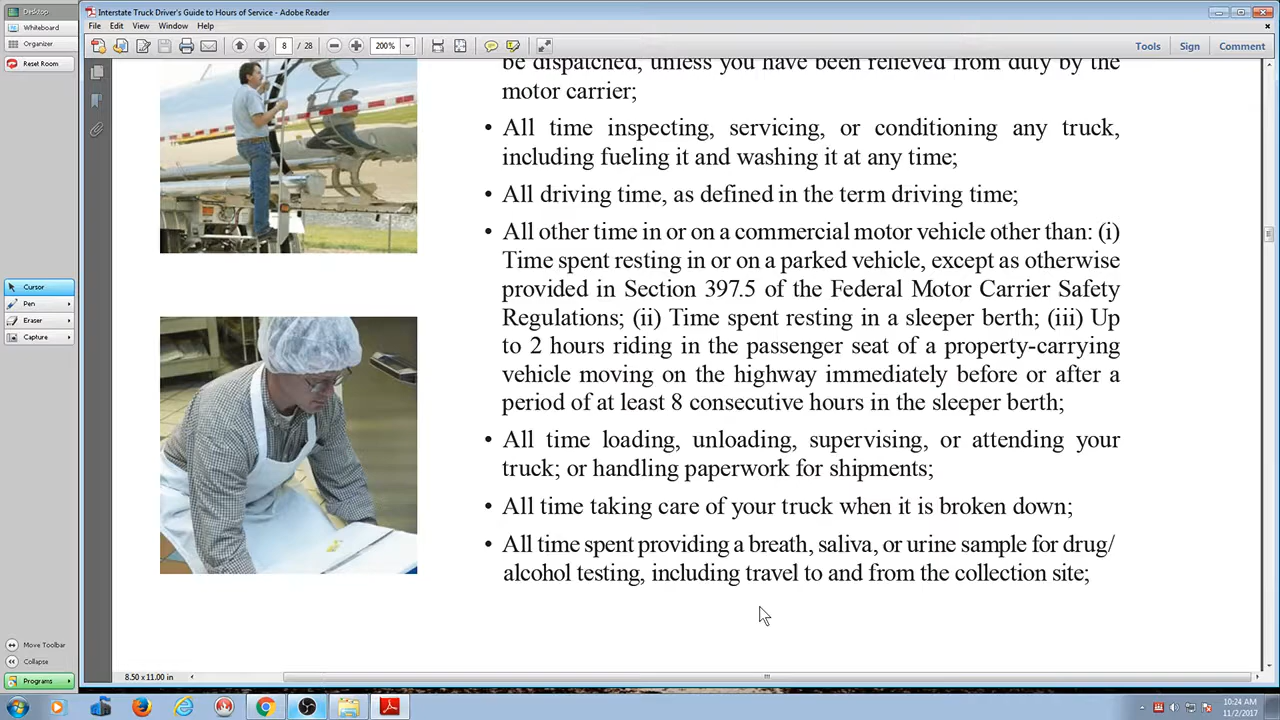 Desktop
Whiteboard
Organizer
Reset Room
Cursor
Pen
Eraser
Capture
Move Toolbar
Collapse
Programs
Interstate Truck Driver's Guide to Hours of Service - Adobe Reader
File Edit View Window Help
8 / 28 200%
Tools Sign Comment
be dispatched, unless you have been relieved from duty by the
motor carrier;
• All time inspecting, servicing, or conditioning any truck,
including fueling it and washing it at any time;
• All driving time, as defined in the term driving time;
• All other time in or on a commercial motor vehicle other than: (i)
Time spent resting in or on a parked vehicle, except as otherwise
provided in Section 397.5 of the Federal Motor Carrier Safety
Regulations; (ii) Time spent resting in a sleeper berth; (iii) Up
to 2 hours riding in the passenger seat of a property-carrying
vehicle moving on the highway immediately before or after a
period of at least 8 consecutive hours in the sleeper berth;
• All time loading, unloading, supervising, or attending your
truck; or handling paperwork for shipments;
• All time taking care of your truck when it is broken down;
• All time spent providing a breath, saliva, or urine sample for drug/
alcohol testing, including travel to and from the collection site;
8.50 x 11.00 in
10:24 AM
11/2/2017